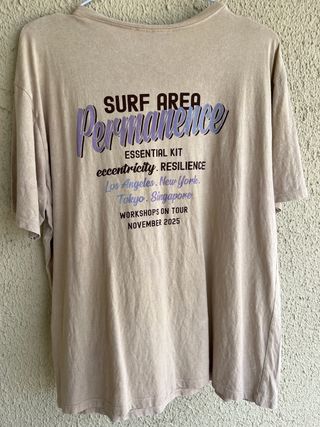 SURF AREA
Permanence
ESSENTIAL KIT
eccentricity. RESILIENCE
Los Angeles. New York.
Tokyo. Singapore.
WORKSHOPS ON TOUR
NOVEMBER 2025